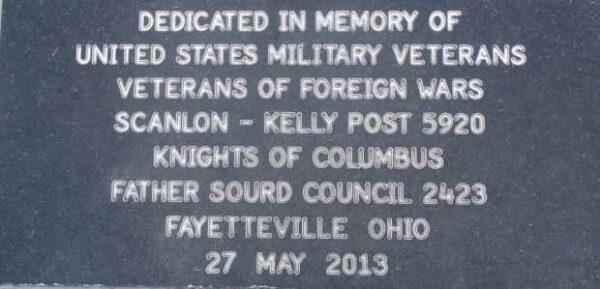 DEDICATED IN MEMORY OF
UNITED STATES MILITARY VETERANS
VETERANS OF FOREIGN WARS
SCANLON - KELLY POST 5920
KNIGHTS OF COLUMBUS
FATHER SOURD COUNCIL 2423
FAYETTEVILLE OHIO
27 MAY 2013